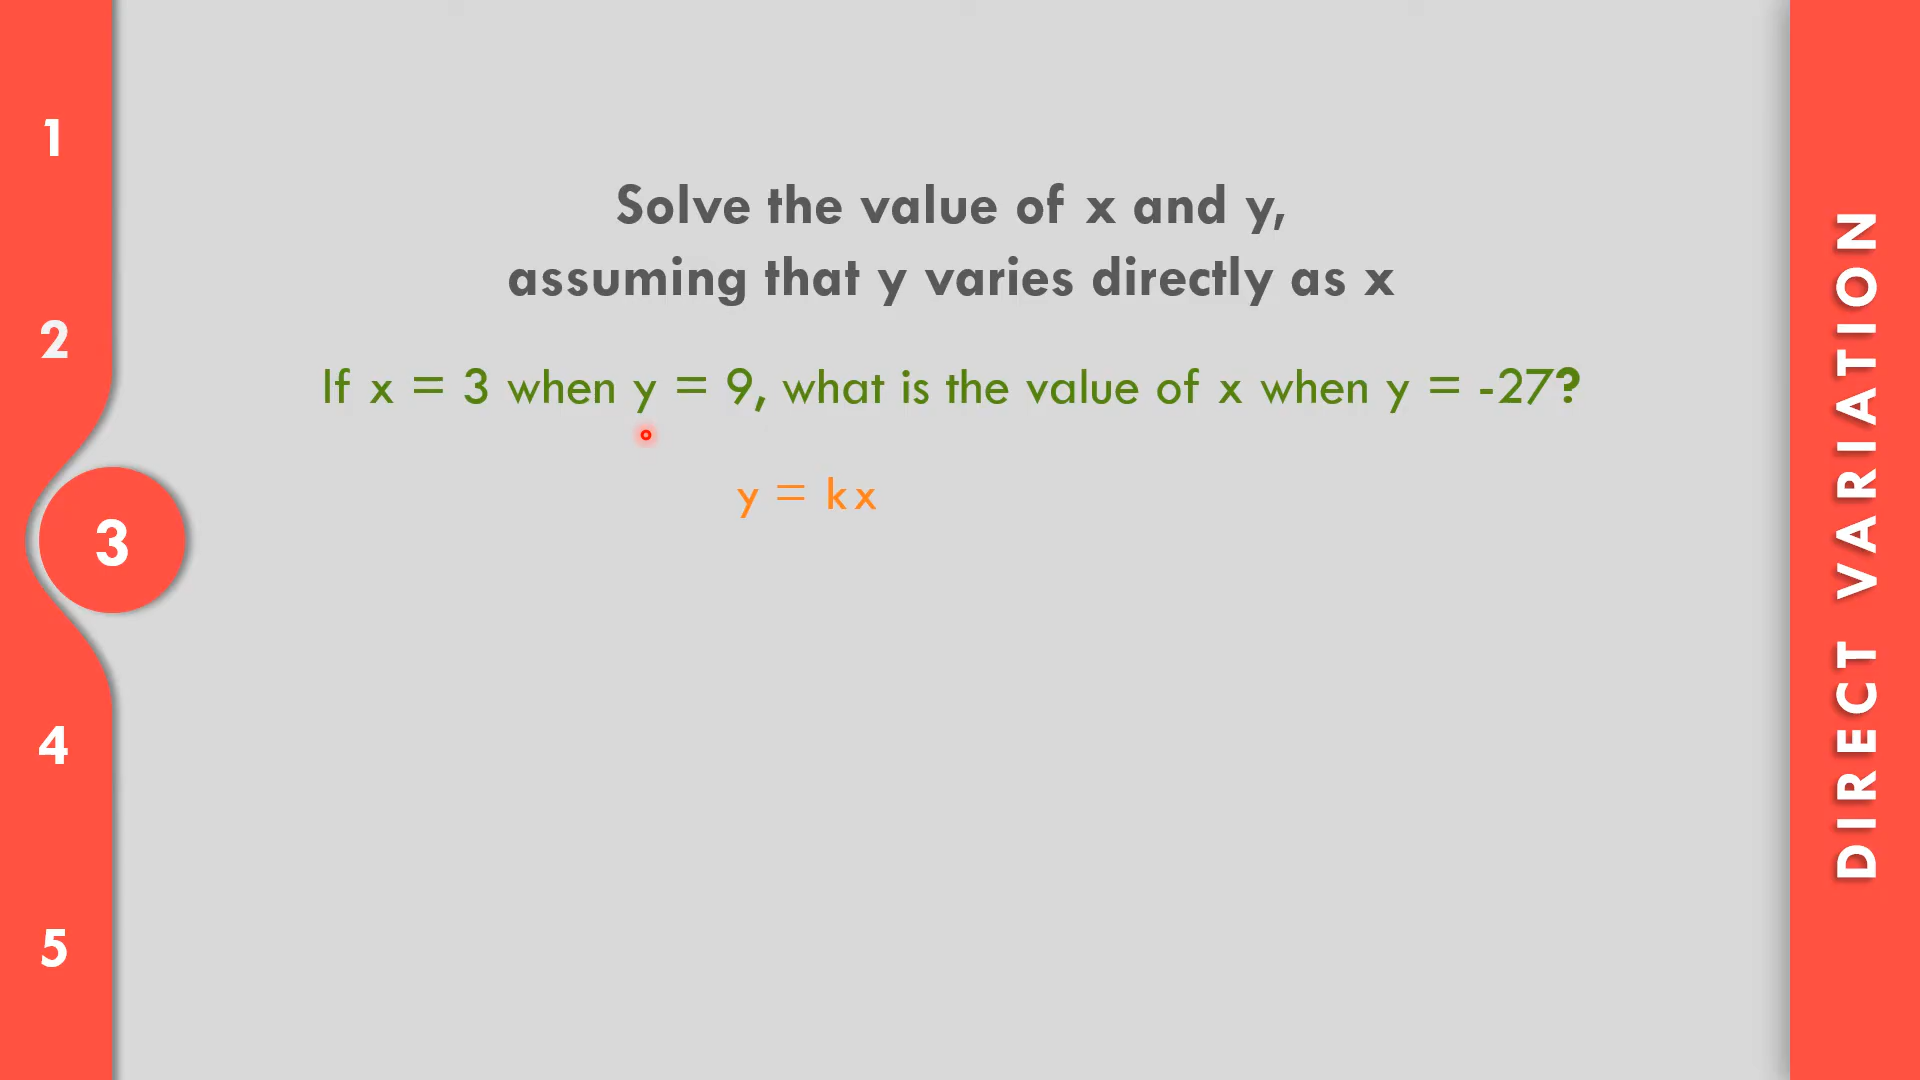 1
2
3
4
5
Solve the value of x and y,
assuming that y varies directly as x
If x = 3 when y = 9, what is the value of x when y = -27?
y = kx
DIRECT VARIATION